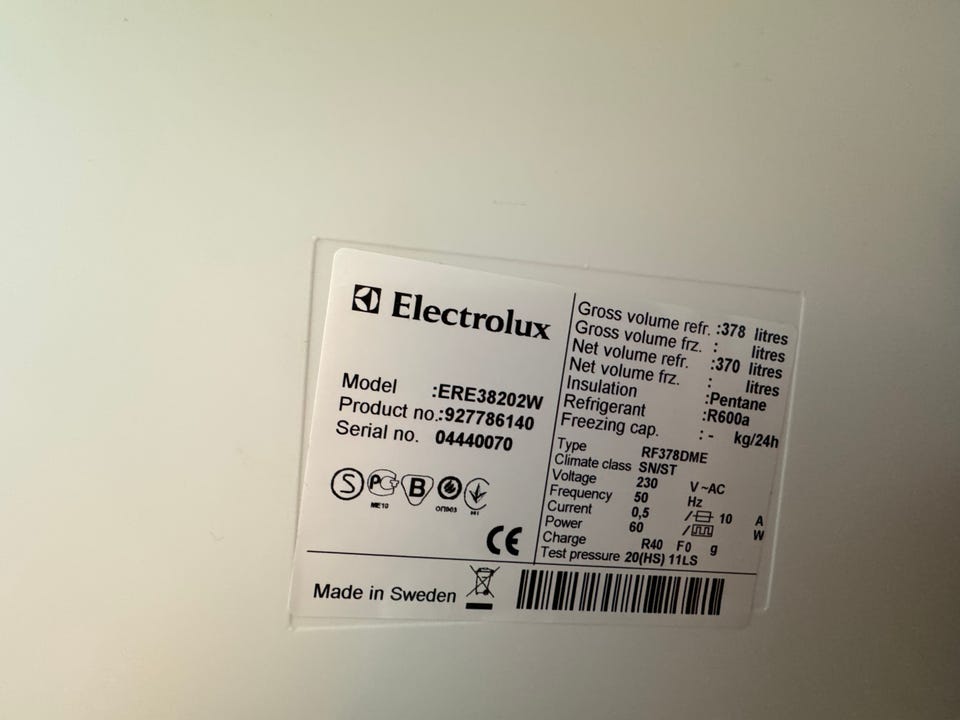 Electrolux
Model :ERE38202W
Product no.:927786140
Serial no. 04440070
S PC B
ME10
Gross volume refr. :378 litres
Gross volume frz. : litres
Net volume refr. :370 litres
Net volume frz. : litres
Insulation :Pentane
Refrigerant :R600a
Freezing cap. : - kg/24h
Type RF378DME
Climate class SN/ST
Voltage 230 V ~AC
Frequency 50 Hz
Current 0,5 / 10 A
Power 60 / W
Charge R40 F0 g
Test pressure 20(HS) 11LS
CE
Made in Sweden